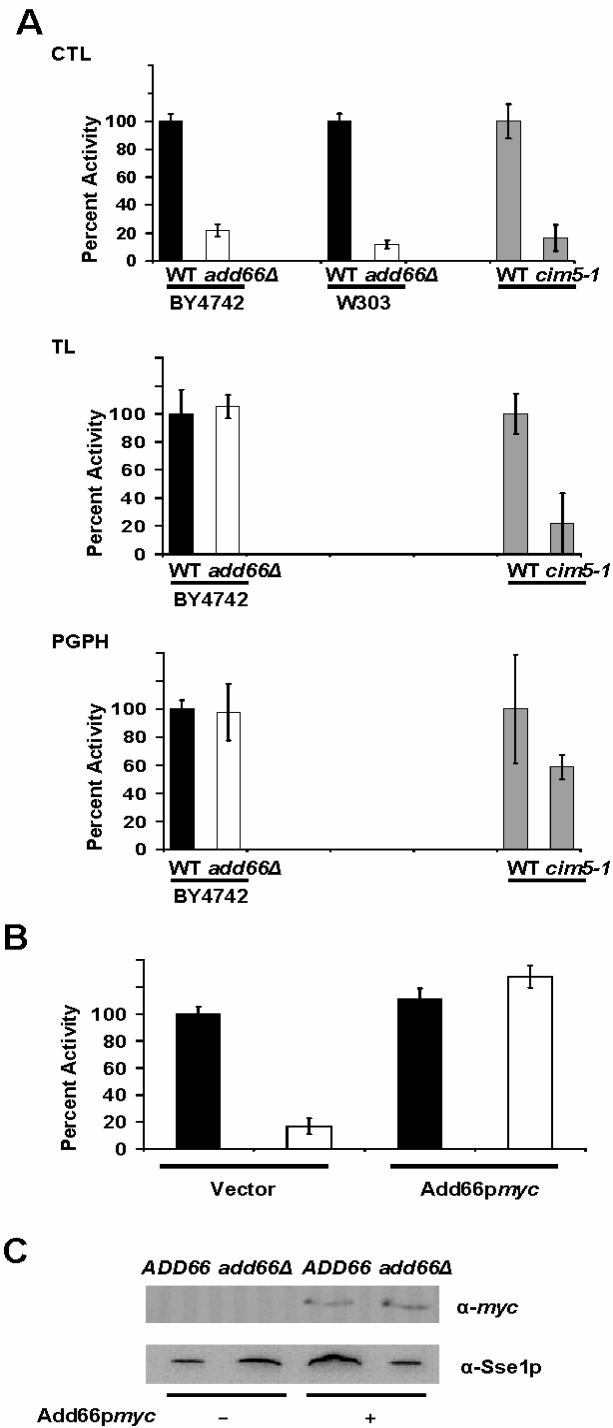 A
CTL
Percent Activity
100
80
60
40
20
0
WT add66Δ WT add66Δ WT cim5-1
BY4742 W303
TL
Percent Activity
100
80
60
40
20
0
WT add66Δ WT cim5-1
BY4742
PGPH
Percent Activity
100
80
60
40
20
0
WT add66Δ WT cim5-1
BY4742
B
Percent Activity
100
80
60
40
20
0
Vector Add66pmyc
C
ADD66 add66Δ ADD66 add66Δ
α-myc
α-Sse1p
Add66pmyc – +